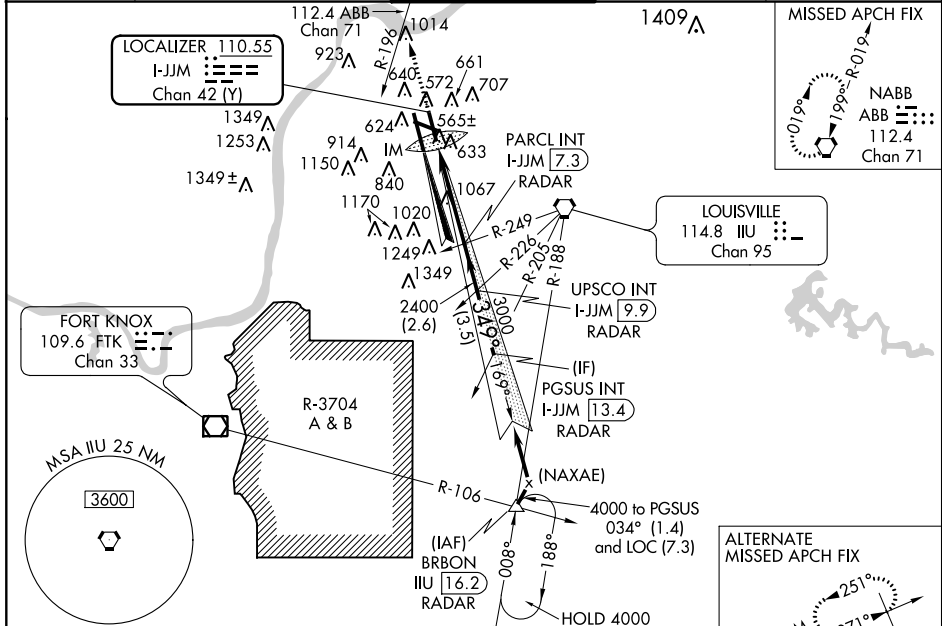 112.4 ABB
Chan 71
R-196
1014
923
1409
LOCALIZER 110.55
I-JJM
Chan 42 (Y)
640
572
661
707
MISSED APCH FIX
R-019
199°
019°
NABB
ABB
112.4
Chan 71
1349
1253
1349±
624
565±
IM
633
914
1150
840
1067
PARCL INT
I-JJM 7.3
RADAR
1170
1020
1249
1349
R-249
R-226
R-205
R-188
LOUISVILLE
114.8 IIU
Chan 95
2400
(2.6)
3000
(3.5)
349°
169°
UPSCO INT
I-JJM 9.9
RADAR
(IF)
PGSUS INT
I-JJM 13.4
RADAR
FORT KNOX
109.6 FTK
Chan 33
R-3704
A & B
MSA IIU 25 NM
3600
R-106
(NAXAE)
4000 to PGSUS
034° (1.4)
and LOC (7.3)
(IAF)
BRBON
IIU 16.2
RADAR
008°
188°
HOLD 4000
ALTERNATE
MISSED APCH FIX
251°